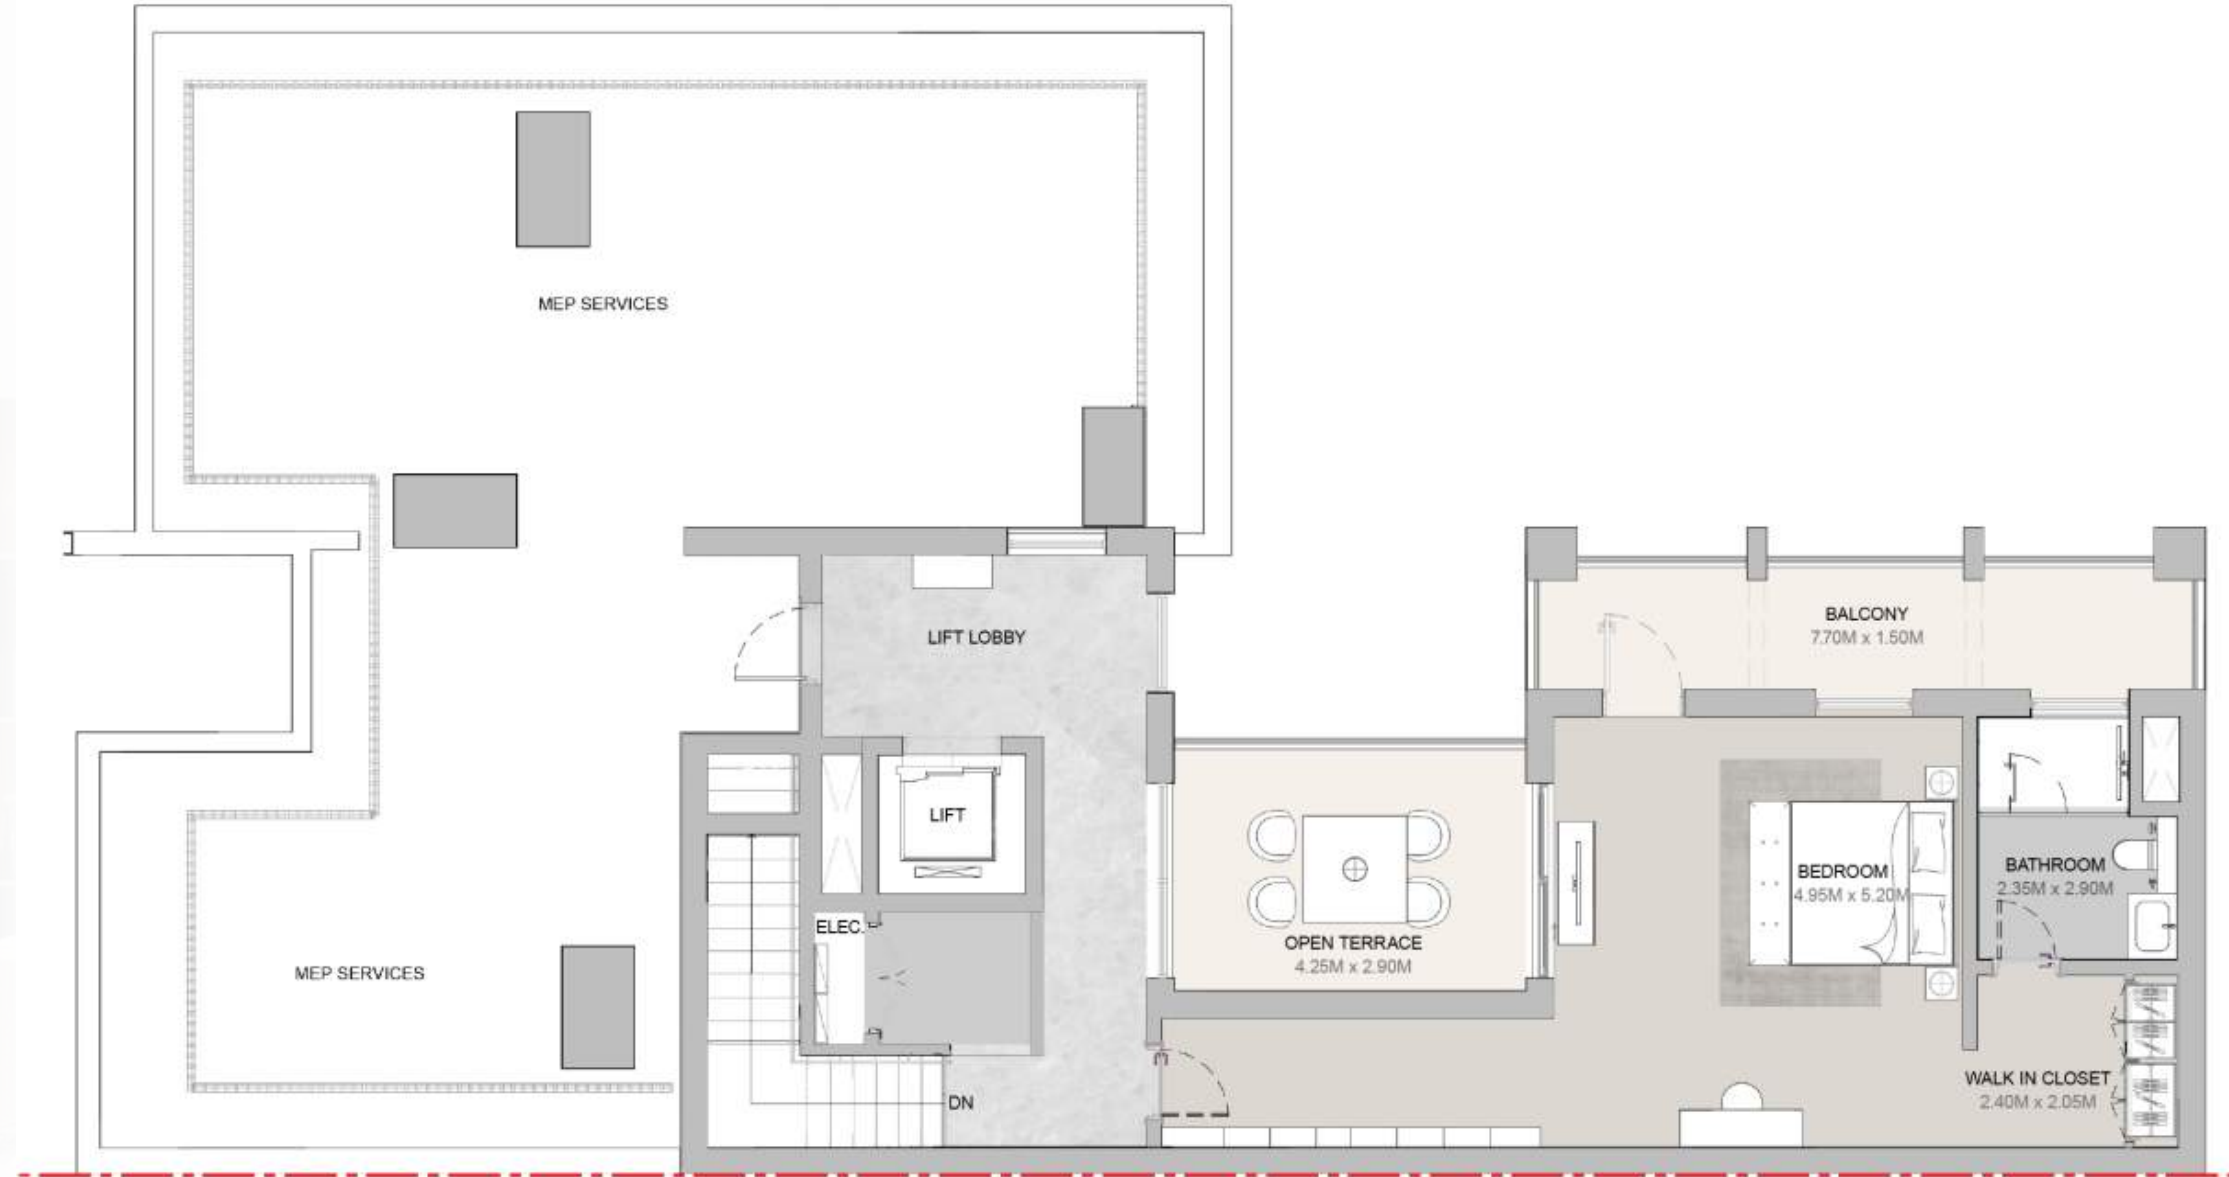 MEP SERVICES
LIFT LOBBY
BALCONY
7.70M x 1.50M
LIFT
BEDROOM
4.95M x 5.20M
BATHROOM
2.35M x 2.90M
ELEC.
OPEN TERRACE
4.25M x 2.90M
MEP SERVICES
WALK IN CLOSET
2.40M x 2.05M
DN